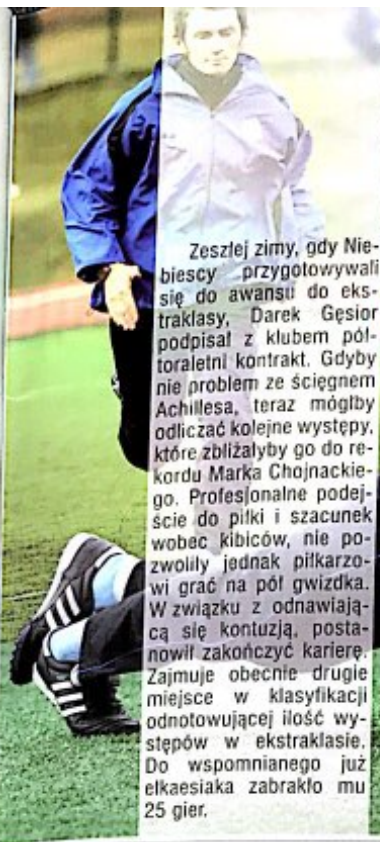 Zeszłej zimy, gdy Nie-
biescy przygotowywali
się do awansu do eks-
traklasy, Darek Gęsior
podpisał z klubem pół-
toraletni kontrakt. Gdyby
nie problem ze ścięgnem
Achillesa, teraz mógłby
odliczać kolejne występy,
które zbliżałyby go do re-
kordu Marka Chojnackie-
go. Profesjonalne podej-
ście do piłki i szacunek
wobec kibiców, nie po-
zwoliły jednak piłkarzo-
wi grać na pół gwizdka.
W związku z odnawiają-
cą się kontuzją, posta-
nowił zakończyć karierę.
Zajmuje obecnie drugie
miejsce w klasyfikacji
odnotowującej ilość wy-
stępów w ekstraklasie.
Do wspomnianego już
ełkaesiaka zabrakło mu
25 gier.